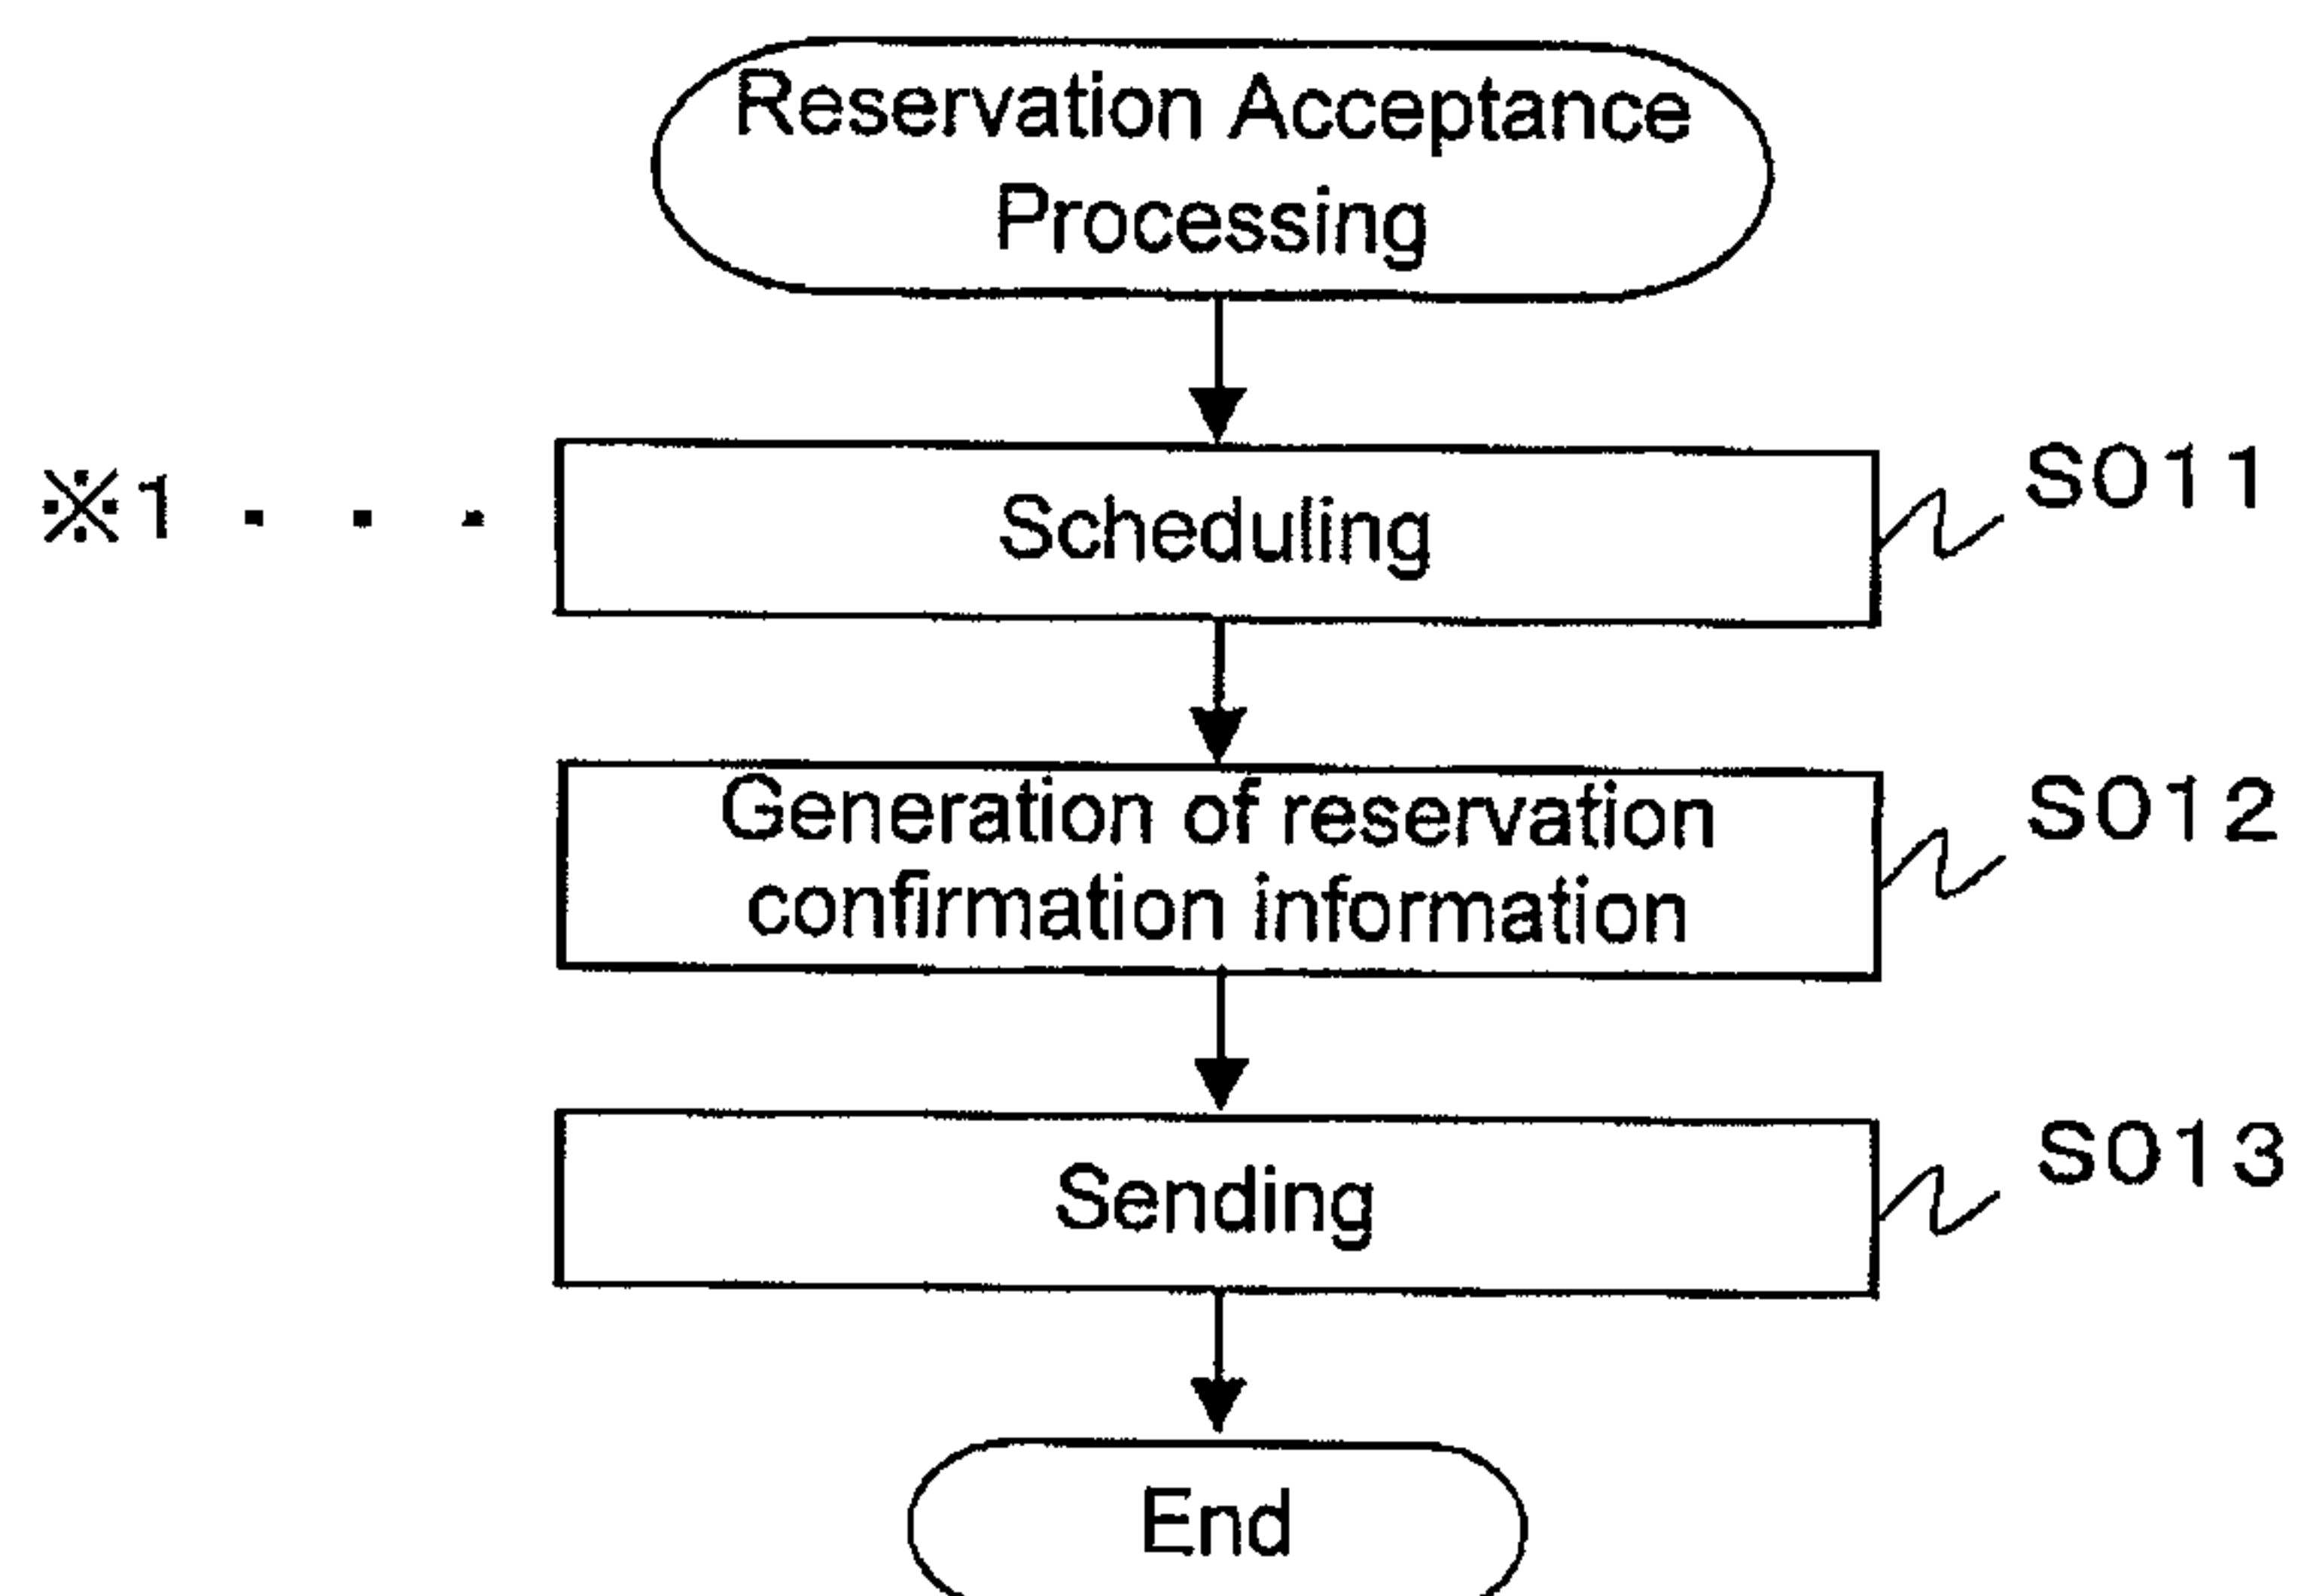 Reservation Acceptance
Processing
※1 ・ ・ ・
Scheduling
S011
Generation of reservation
confirmation information
S012
Sending
S013
End